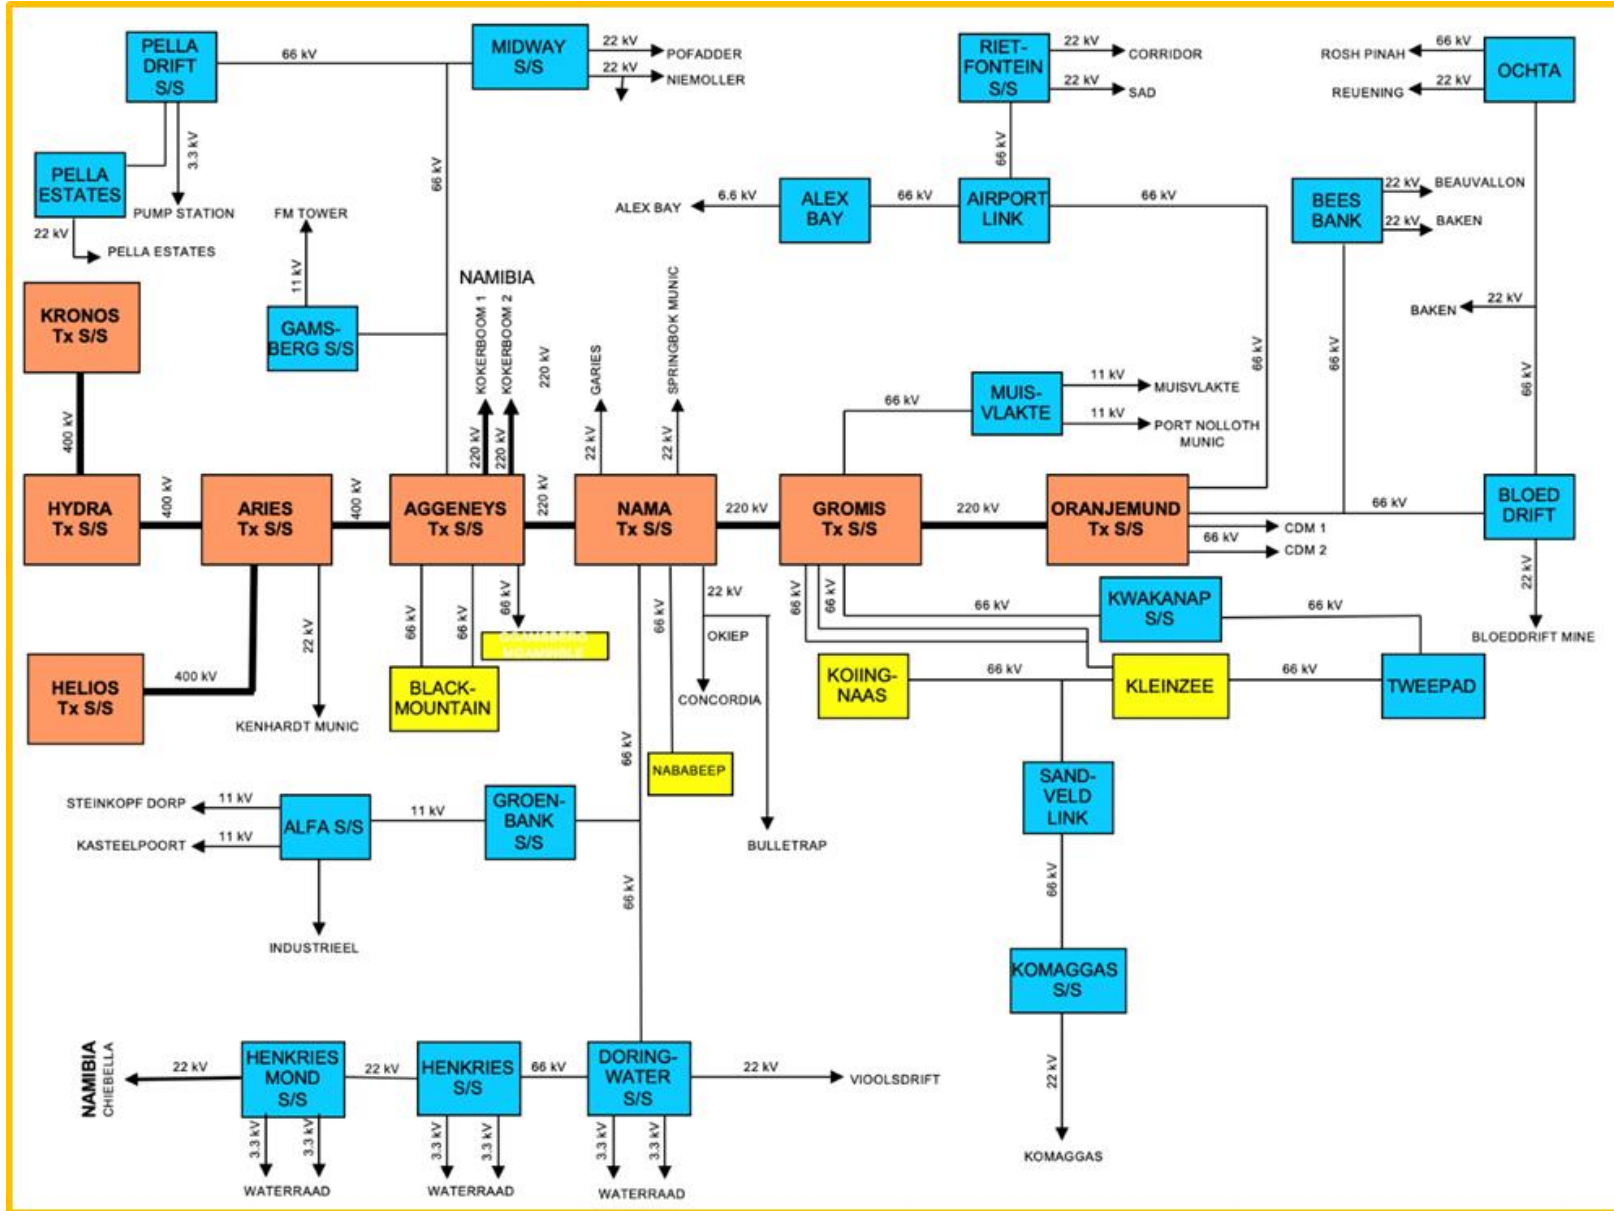 PELLA
DRIFT
S/S
66 kV
MIDWAY
S/S
22 kV
POFADDER
22 kV
NIEMOLLER
RIET-
FONTEIN
S/S
22 kV
CORRIDOR
22 kV
SAD
ROSH PINAH
66 kV
REUENING
22 kV
OCHTA
3.3 kV
PELLA
ESTATES
PUMP STATION
22 kV
PELLA ESTATES
FM TOWER
11 kV
GAMS-
BERG S/S
66 kV
66 kV
ALEX BAY
6.6 kV
ALEX
BAY
66 kV
AIRPORT
LINK
66 kV
66 kV
BEES
BANK
22 kV
BEAUVALLON
22 kV
BAKEN
BAKEN
22 kV
66 kV
66 kV
KRONOS
Tx S/S
400 kV
NAMIBIA
KOKERBOOM 1
KOKERBOOM 2
220 kV
220 kV
220 kV
GARIES
22 kV
SPRINGBOK MUNIC
22 kV
66 kV
MUIS-
VLAKTE
11 kV
MUISVLAKTE
11 kV
PORT NOLLOTH
MUNIC
HYDRA
Tx S/S
400 kV
ARIES
Tx S/S
400 kV
AGGENEYS
Tx S/S
220 kV
NAMA
Tx S/S
220 kV
GROMIS
Tx S/S
220 kV
ORANJEMUND
Tx S/S
66 kV
CDM 1
66 kV
CDM 2
BLOED
DRIFT
22 kV
BLOEDDRIFT MINE
HELIOS
Tx S/S
400 kV
22 kV
KENHARDT MUNIC
66 kV
66 kV
66 kV
BLACK-
MOUNTAIN
66 kV
66 kV
22 kV
OKIEP
CONCORDIA
NABABEEP
BULLETRAP
66 kV
66 kV
66 kV
KWAKANAP
S/S
66 kV
KOIING-
NAAS
66 kV
KLEINZEE
66 kV
TWEEPAD
STEINKOPF DORP
11 kV
KASTEELPOORT
11 kV
ALFA S/S
11 kV
GROEN-
BANK
S/S
INDUSTRIEEL
66 kV
SAND-
VELD
LINK
66 kV
KOMAGGAS
S/S
22 kV
KOMAGGAS
NAMIBIA
CHIEBELLA
22 kV
HENKRIES
MOND
S/S
22 kV
HENKRIES
S/S
66 kV
DORING-
WATER
S/S
22 kV
VIOOLSDRIFT
3.3 kV
3.3 kV
WATERRAAD
3.3 kV
3.3 kV
WATERRAAD
3.3 kV
3.3 kV
WATERRAAD